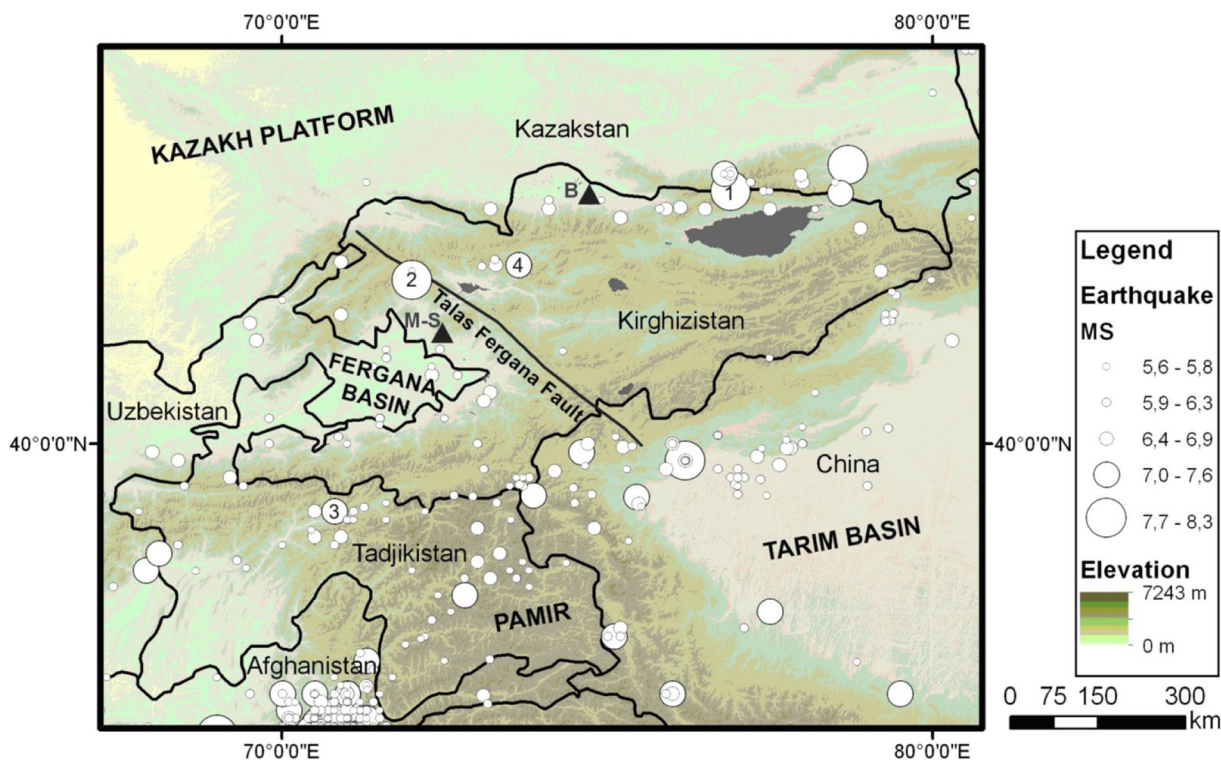 70°0'0"E
80°0'0"E
KAZAKH PLATFORM
Kazakstan
B
1
2
4
M-S
Talas Fergana Fault
Kirghizistan
FERGANA
BASIN
Uzbekistan
40°0'0"N
40°0'0"N
China
3
Tadjikistan
TARIM BASIN
PAMIR
Afghanistan
70°0'0"E
80°0'0"E
Legend
Earthquake
MS
5,6 - 5,8
5,9 - 6,3
6,4 - 6,9
7,0 - 7,6
7,7 - 8,3
Elevation
7243 m
0 m
0 75 150 300
km